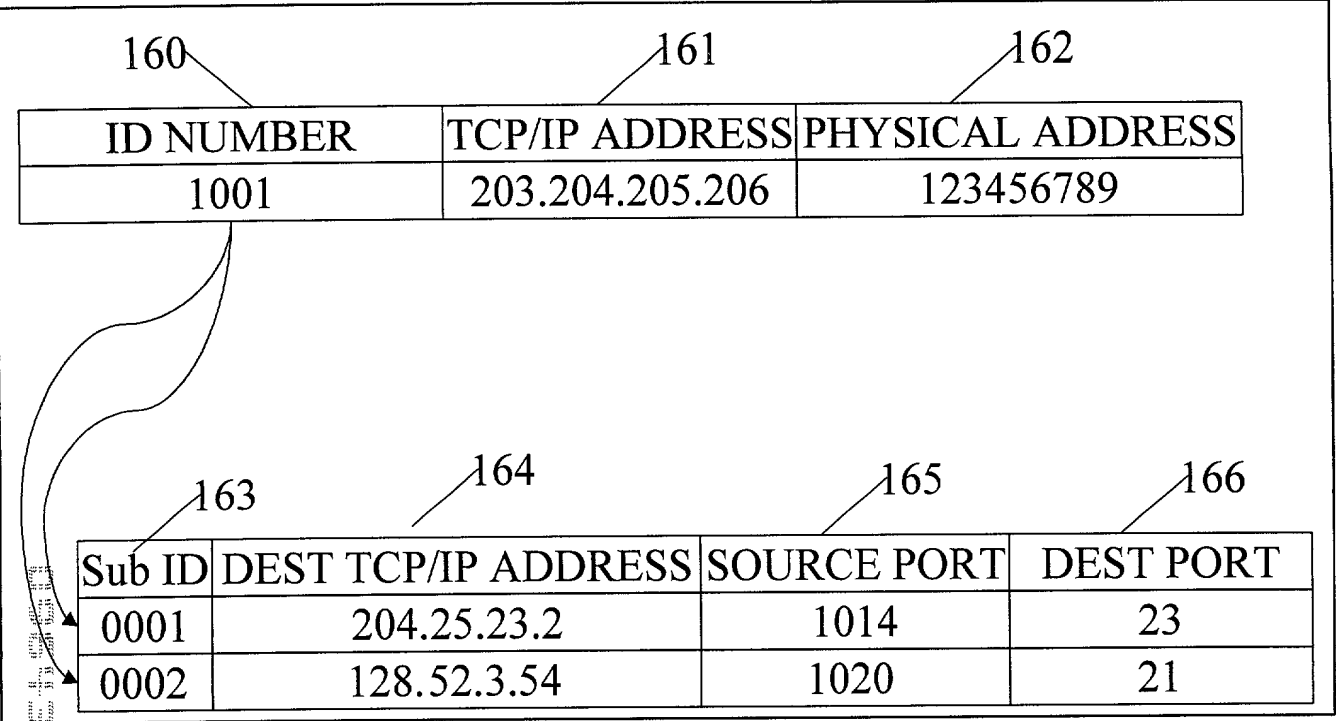 160 161 162
ID NUMBER TCP/IP ADDRESS PHYSICAL ADDRESS
1001 203.204.205.206 123456789
163 164 165 166
Sub ID DEST TCP/IP ADDRESS SOURCE PORT DEST PORT
0001 204.25.23.2 1014 23
0002 128.52.3.54 1020 21